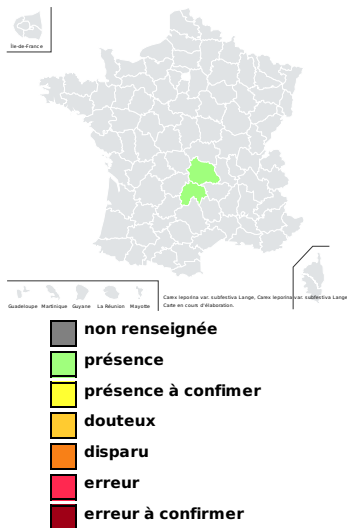 Île-de-France
Guadeloupe Martinique Guyane La Réunion Mayotte
Carex leporina var. subfestiva Lange, Carex leporina var. subfestiva Lange
Carte en cours d'élaboration.
non renseignée
présence
présence à confimer
douteux
disparu
erreur
erreur à confirmer